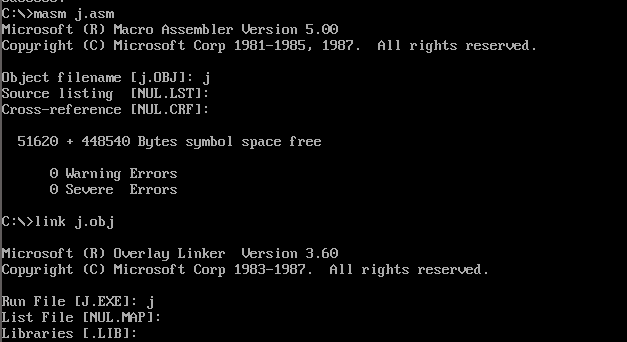 C:\>masm j.asm
Microsoft (R) Macro Assembler Version 5.00
Copyright (C) Microsoft Corp 1981-1985, 1987.  All rights reserved.
Object filename [j.OBJ]: j
Source listing  [NUL.LST]:
Cross-reference [NUL.CRF]:
51620 + 448540 Bytes symbol space free
0 Warning Errors
0 Severe  Errors
C:\>link j.obj
Microsoft (R) Overlay Linker  Version 3.60
Copyright (C) Microsoft Corp 1983-1987.  All rights reserved.
Run File [J.EXE]: j
List File [NUL.MAP]:
Libraries [.LIB]: